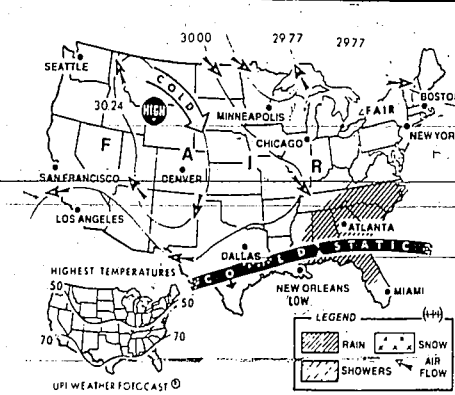 3000 2977 2977
SEATTLE
COLD
BOSTO
30.24
HIGH
MINNEAPOLIS
FAIR
CHICAGO
NEW YORK
F A I R
SAN FRANCISCO
DENVER
LOS ANGELES
ATLANTA
DALLAS
COLD STATIC
HIGHEST TEMPERATURES
NEW ORLEANS
MIAMI
LOW
50 50
LEGEND
RAIN
SNOW
70 70
SHOWERS
AIR
FLOW
UPI WEATHER FOTOCAST ®